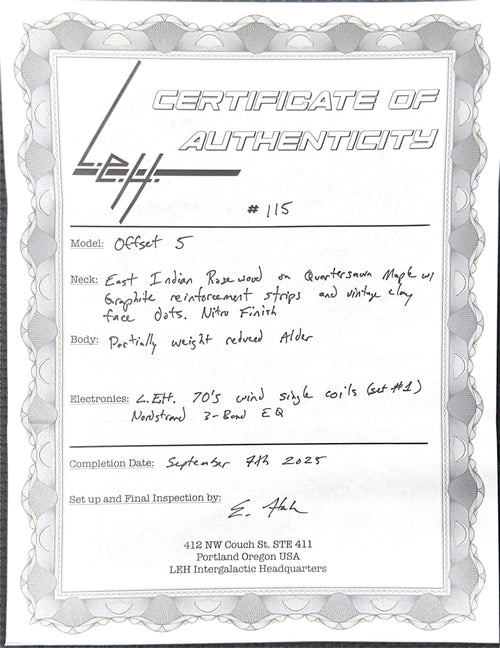 CERTIFICATE OF
AUTHENTICITY
L.E.H.
# 115
Model: Offset 5
Neck: East Indian Rosewood on Quartersawn Maple w/
Graphite reinforcement strips and vintage clay
face dots. Nitro Finish
Body: Partially weight reduced Alder
Electronics: L.EH. 70's wind single coils (set #1)
Nordstrand 3-Band EQ
Completion Date: September 7th 2025
Set up and Final Inspection by: E.
412 NW Couch St. STE 411
Portland Oregon USA
LEH Intergalactic Headquarters